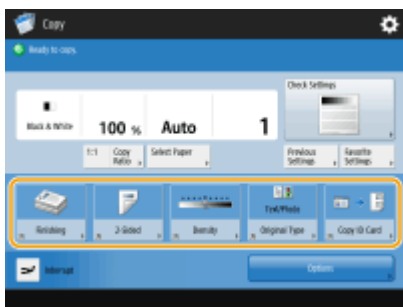 Copy
Ready to copy.
Check Settings
Black & White
100 %
Auto
1
1:1
Copy
Ratio
Select Paper
Previous
Settings
Favorite
Settings
Text/Photo
Finishing
2-Sided
Density
Original Type
Copy ID Card
Interrupt
Options